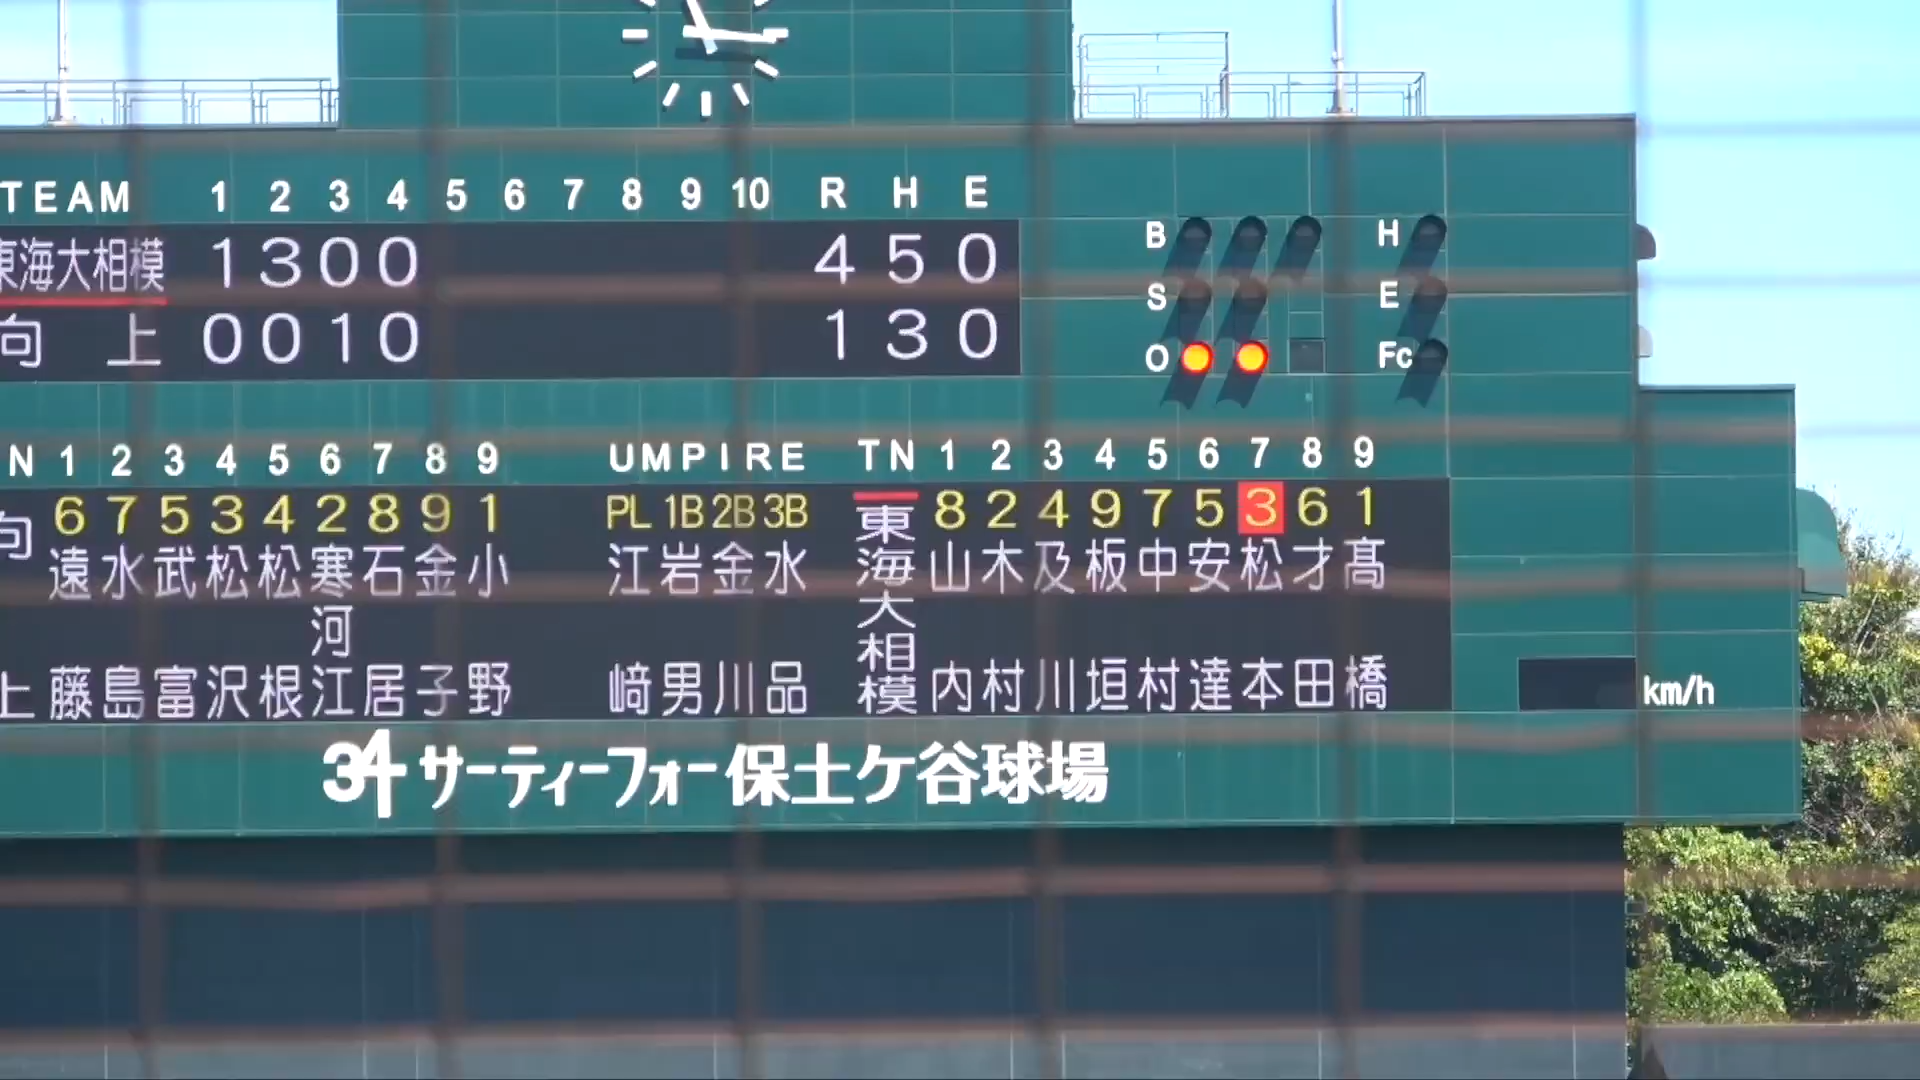 TEAM 1 2 3 4 5 6 7 8 9 10 R H E
東海大相模 1 3 0 0 4 5 0
向上 0 0 1 0 1 3 0
B H
S E
O Fc
N 1 2 3 4 5 6 7 8 9 UMPIRE TN 1 2 3 4 5 6 7 8 9
6 7 5 3 4 2 8 9 1 PL 1B 2B 3B 8 2 4 9 7 5 3 6 1
向上 遠藤 水島 武富 松沢 松根 寒河江 石居 金子 小野
江﨑 岩男 金川 水品
東海大相模 山内 木村 及川 板垣 中村 安達 松本 才田 髙橋
km/h
34 サーティーフォー保土ケ谷球場